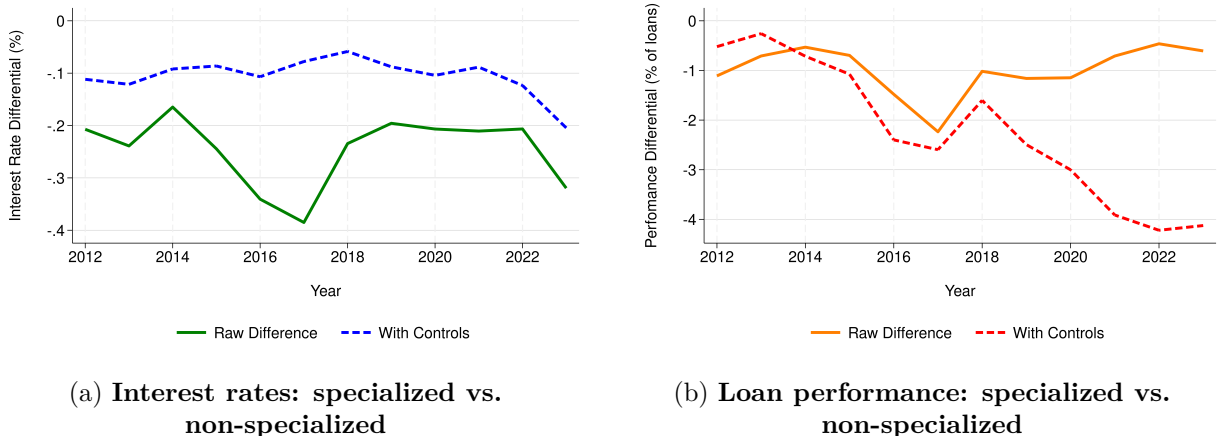 Interest Rate Differential (%)
0
-.1
-.2
-.3
-.4
2012 2014 2016 2018 2020 2022
Year
Raw Difference With Controls
(a) Interest rates: specialized vs.
non-specialized
Perfomance Differential (% of loans)
0
-1
-2
-3
-4
2012 2014 2016 2018 2020 2022
Year
Raw Difference With Controls
(b) Loan performance: specialized vs.
non-specialized